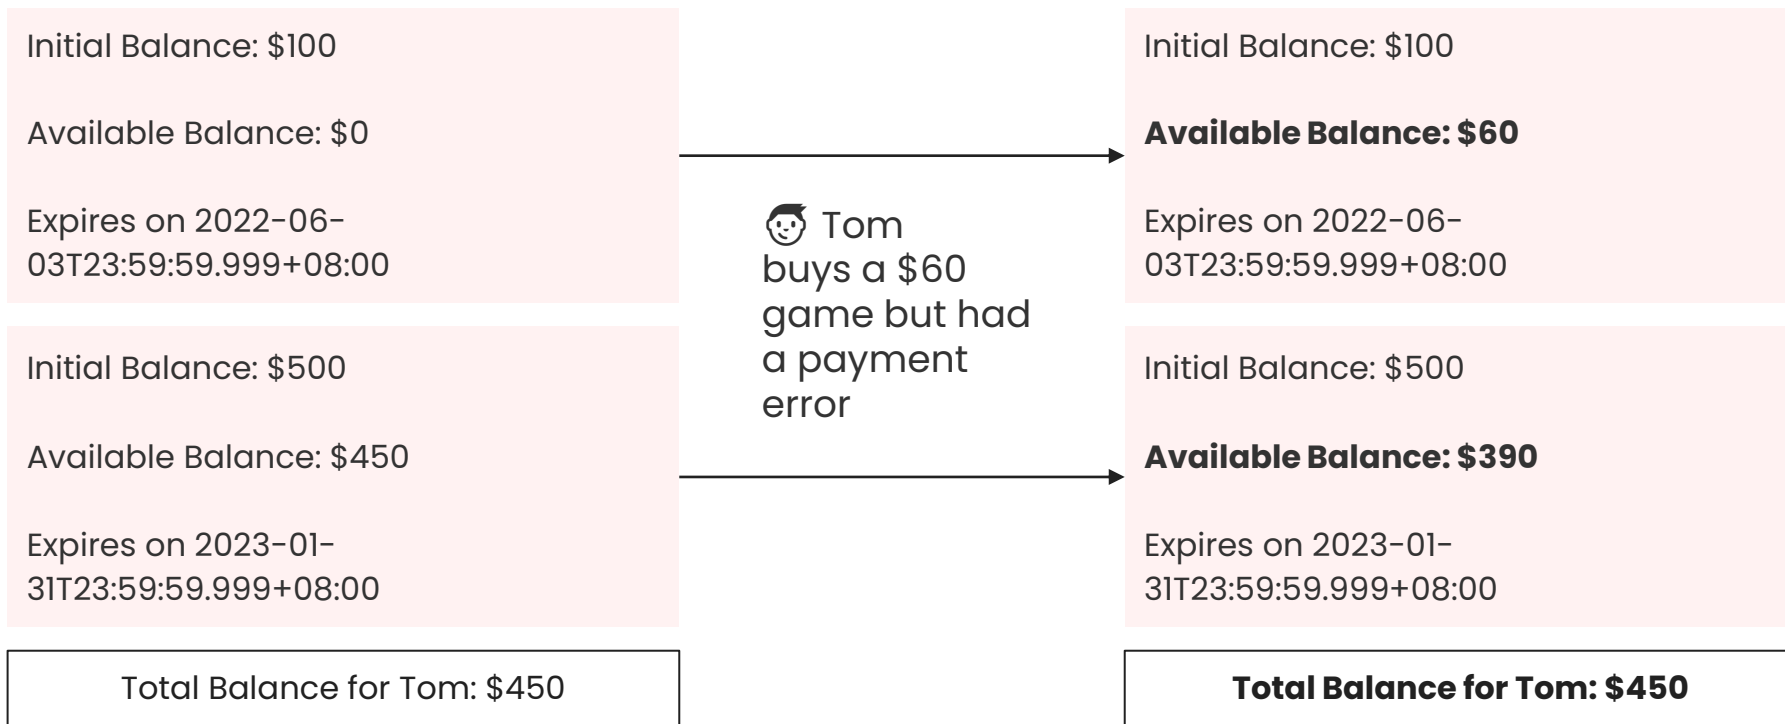 Initial Balance: $100
Available Balance: $0
Expires on 2022-06-
03T23:59:59.999+08:00
Initial Balance: $500
Available Balance: $450
Expires on 2023-01-
31T23:59:59.999+08:00
Total Balance for Tom: $450
Tom
buys a $60
game but had
a payment
error
Initial Balance: $100
Available Balance: $60
Expires on 2022-06-
03T23:59:59.999+08:00
Initial Balance: $500
Available Balance: $390
Expires on 2023-01-
31T23:59:59.999+08:00
Total Balance for Tom: $450